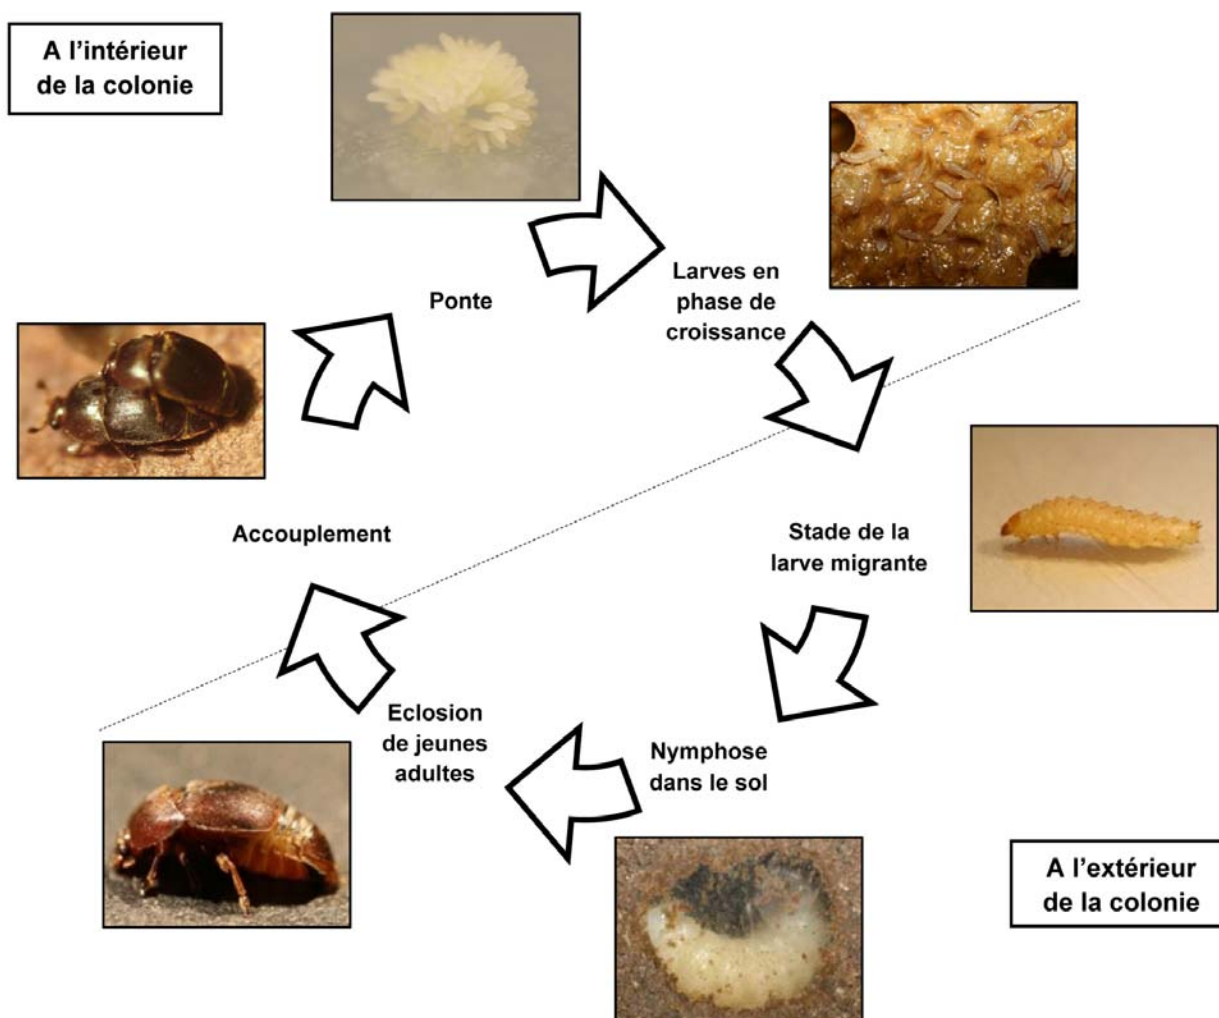 A l’intérieur
de la colonie
Ponte
Larves en
phase de
croissance
Accouplement
Stade de la
larve migrante
Eclosion
de jeunes
adultes
Nymphose
dans le sol
A l’extérieur
de la colonie